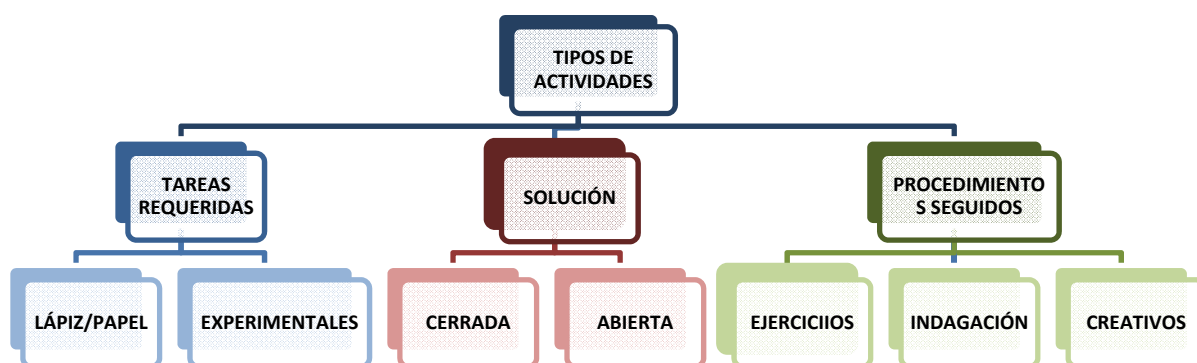 TIPOS DE
ACTIVIDADES
TAREAS
REQUERIDAS
SOLUCIÓN
PROCEDIMIENTO
S SEGUIDOS
LÁPIZ/PAPEL
EXPERIMENTALES
CERRADA
ABIERTA
EJERCICIIOS
INDAGACIÓN
CREATIVOS